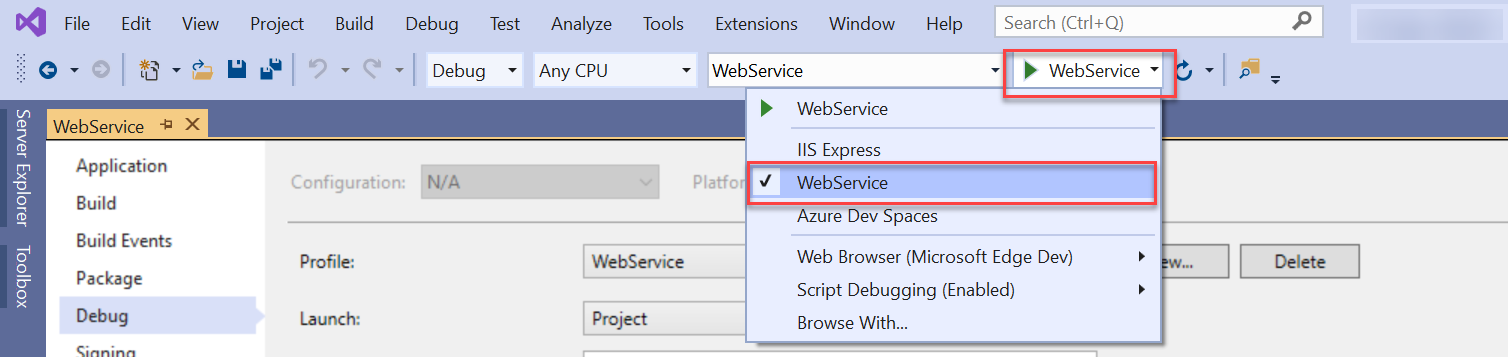 File Edit View Project Build Debug Test Analyze Tools Extensions Window Help Search (Ctrl+Q)
Debug Any CPU WebService WebService
Server Explorer
Toolbox
WebService
Application
Build
Build Events
Package
Debug
Signing
Configuration: N/A
Profile: WebService
Launch: Project
WebService
IIS Express
WebService
Azure Dev Spaces
Web Browser (Microsoft Edge Dev)
Script Debugging (Enabled)
Browse With...
Delete